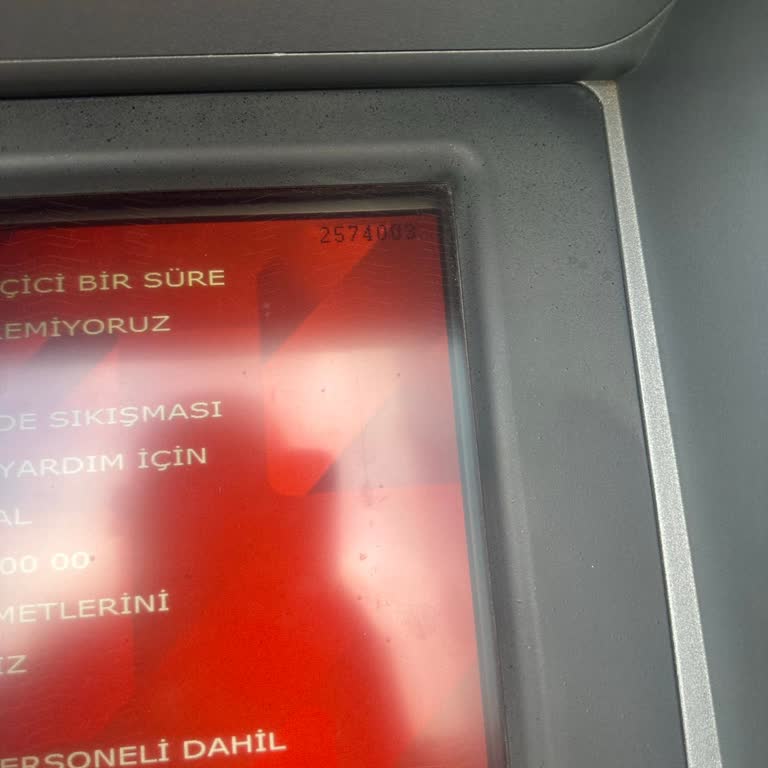 2574003
ÇİCİ BİR SÜRE
EMİYORUZ
DE SIKIŞMASI
YARDIM İÇİN
AL
00 00
METLERİNİ
IZ
ERSONELİ DAHİL